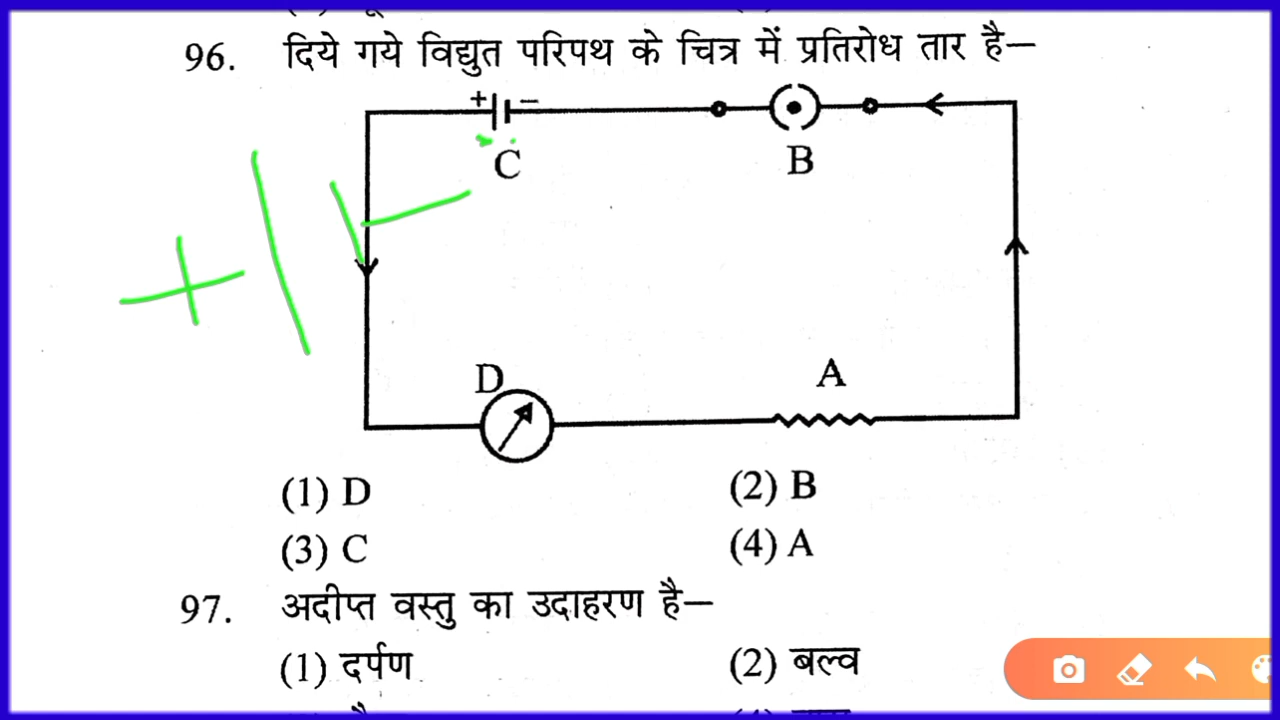 96. दिये गये विद्युत परिपथ के चित्र में प्रतिरोध तार है–
+ –
C
B
D
A
(1) D
(2) B
(3) C
(4) A
97. अदीप्त वस्तु का उदाहरण है–
(1) दर्पण
(2) बल्व